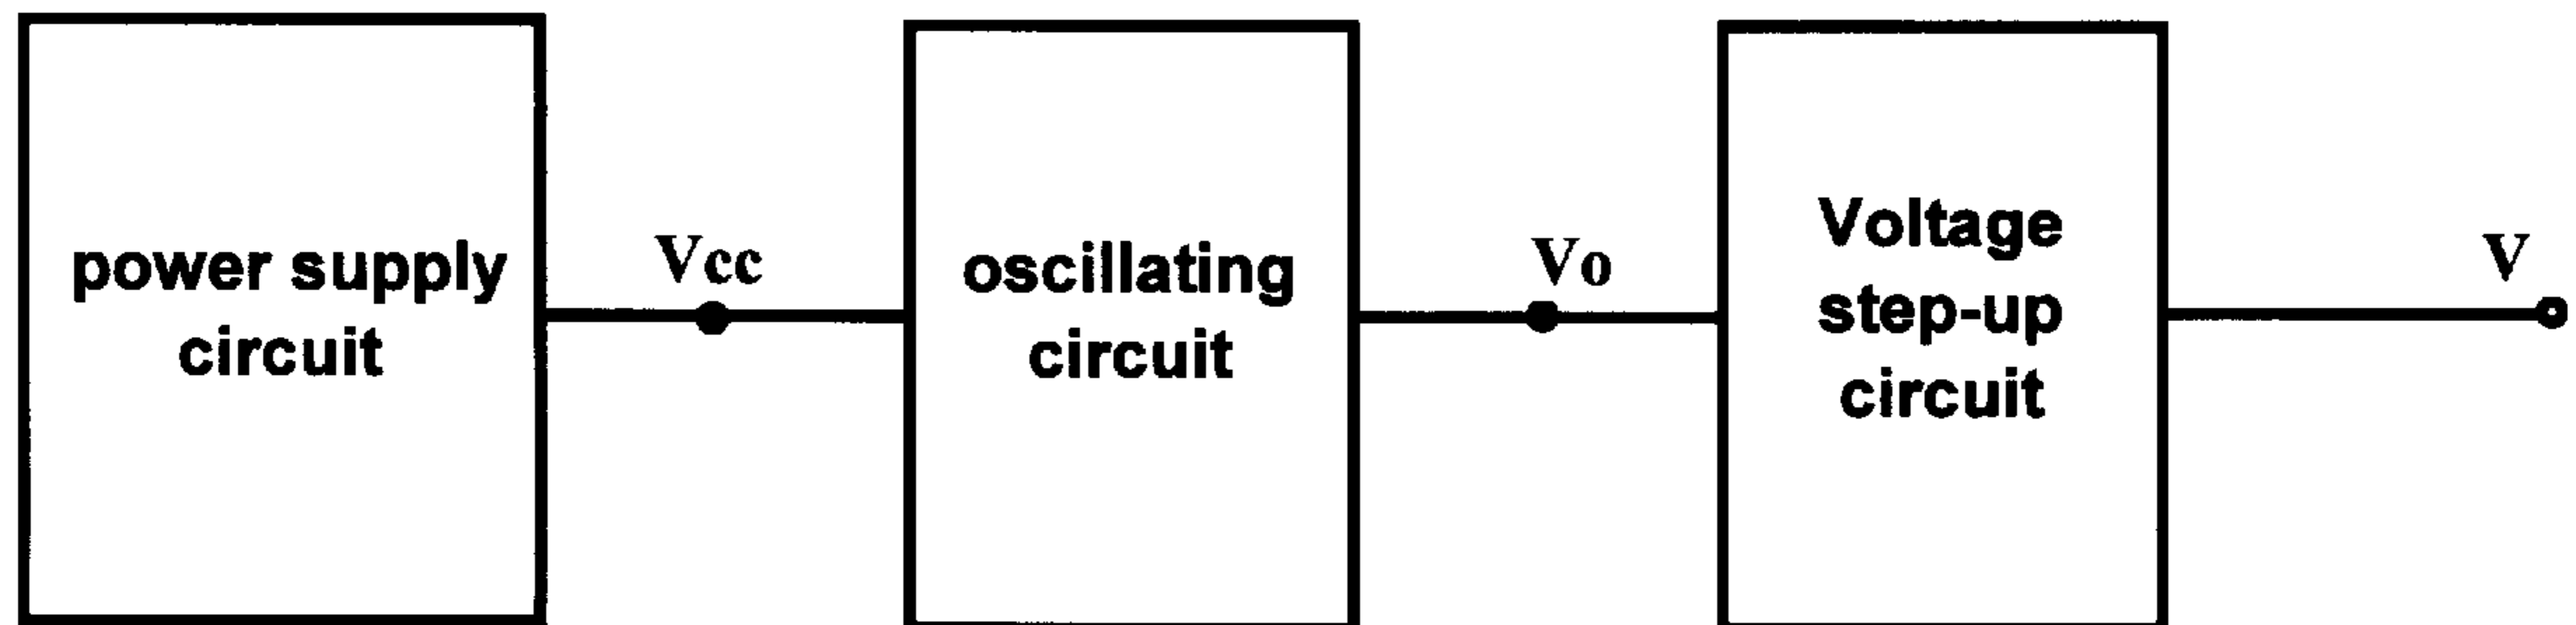 power supply
circuit
Vcc
oscillating
circuit
Vo
Voltage
step-up
circuit
V